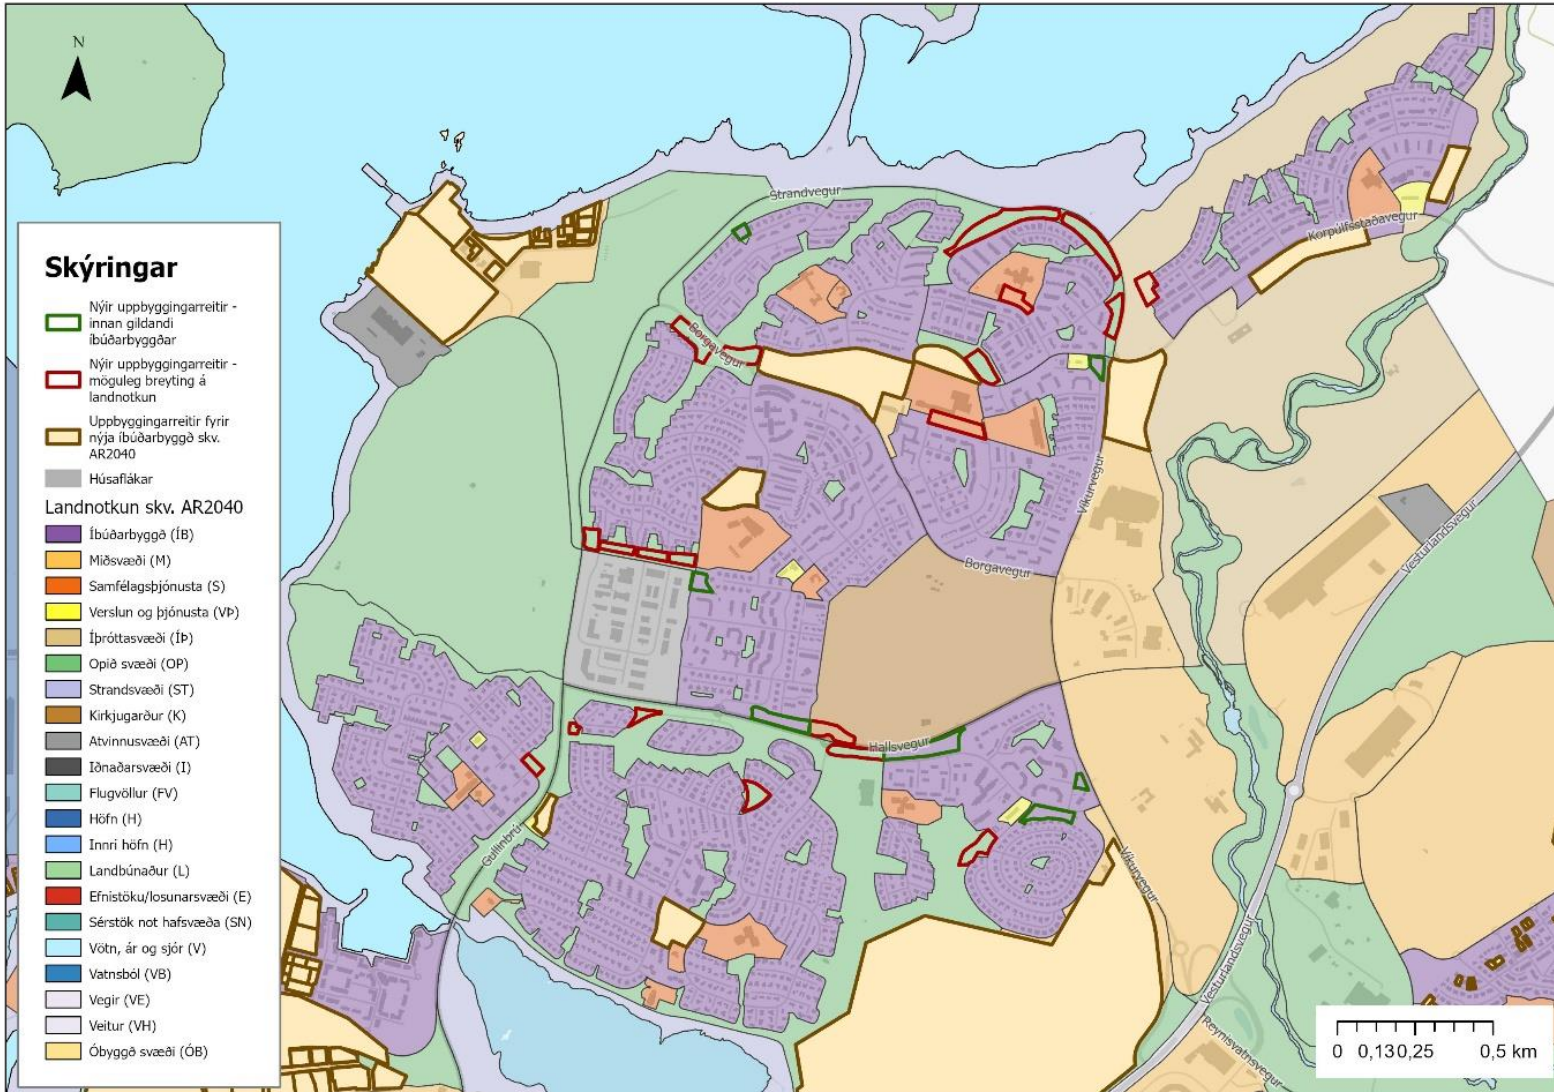 N
Skýringar
Nýir uppbyggingarreitir -
innan gildandi
íbúðarbyggðar
Nýir uppbyggingarreitir -
möguleg breyting á
landnotkun
Uppbyggingarreitir fyrir
nýja íbúðarbyggð skv.
AR2040
Húsaflákar
Landnotkun skv. AR2040
Íbúðarbyggð (ÍB)
Miðsvæði (M)
Samfélagsþjónusta (S)
Verslun og þjónusta (VÞ)
Íþróttasvæði (ÍÞ)
Opið svæði (OP)
Strandsvæði (ST)
Kirkjugarður (K)
Atvinnusvæði (AT)
Iðnaðarsvæði (I)
Flugvöllur (FV)
Höfn (H)
Innri höfn (H)
Landbúnaður (L)
Efnistöku/losunarsvæði (E)
Sérstök not hafsvæða (SN)
Vötn, ár og sjór (V)
Vatnsból (VB)
Vegir (VE)
Veitur (VH)
Óbyggð svæði (ÓB)
Strandvegur
Korpúlfsstaðavegur
Borgavegur
Víkurvegur
Vesturlandsvegur
Borgavegur
Hallsvegur
Gullinbrú
Víkurvegur
Vesturlandsvegur
Reynisvatnsvegur
0 0,13 0,25 0,5 km